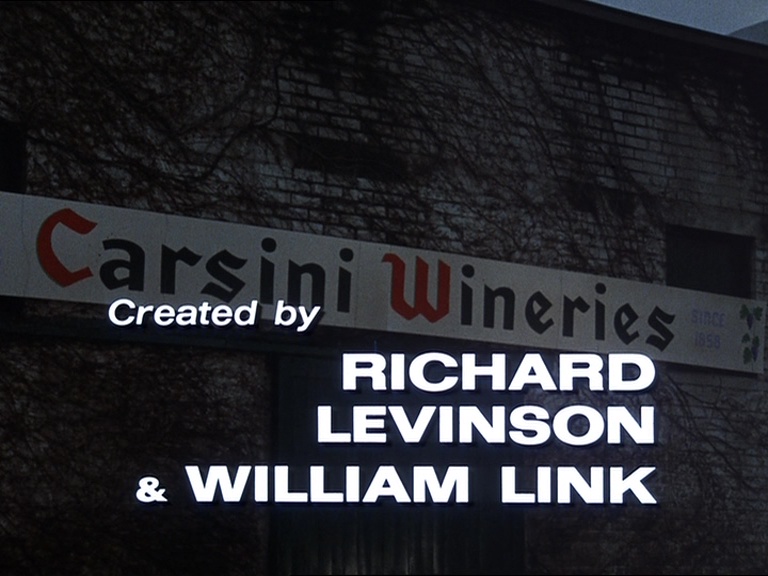 Carsini Wineries
SINCE
1958
Created by
RICHARD
LEVINSON
& WILLIAM LINK